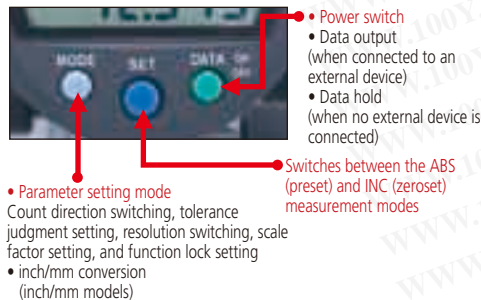 MODE
SET
DATA
• Power switch
• Data output
(when connected to an
external device)
• Data hold
(when no external device is
connected)
Switches between the ABS
(preset) and INC (zeroset)
measurement modes
• Parameter setting mode
Count direction switching, tolerance
judgment setting, resolution switching, scale
factor setting, and function lock setting
• inch/mm conversion
(inch/mm models)